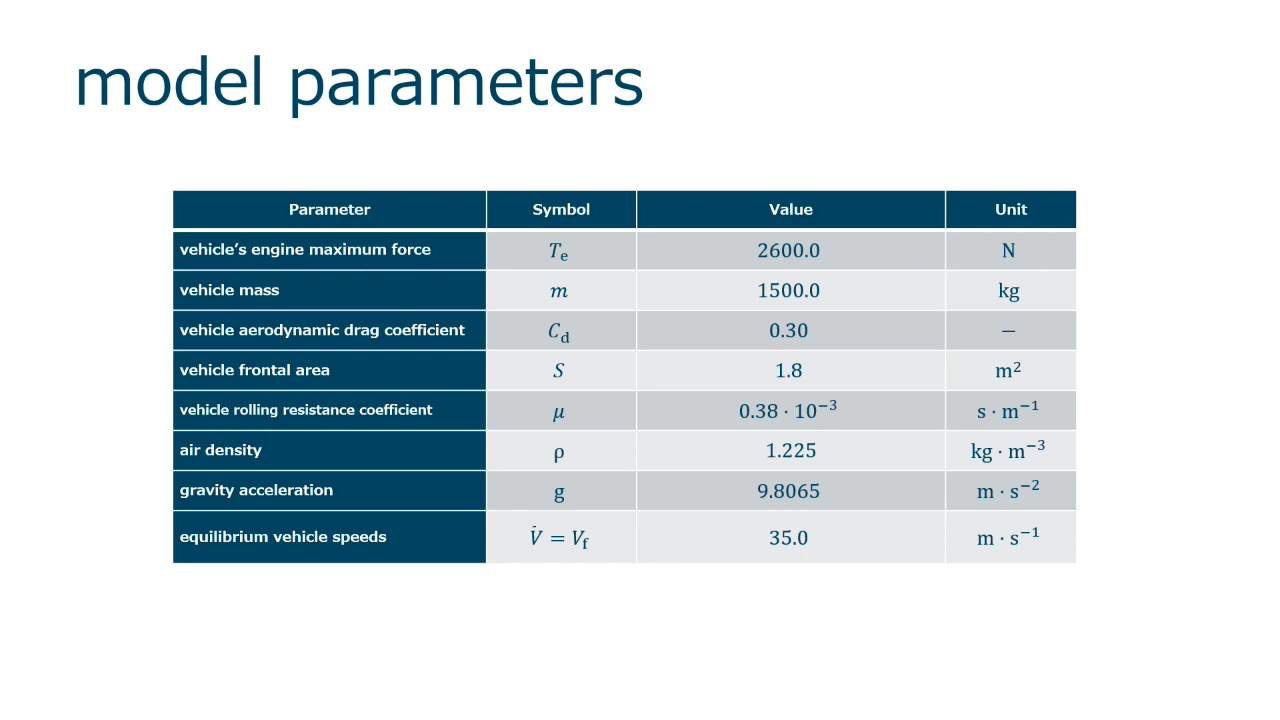 model parameters
Parameter Symbol Value Unit
vehicle’s engine maximum force Tₑ 2600.0 N
vehicle mass m 1500.0 kg
vehicle aerodynamic drag coefficient C_d 0.30 −
vehicle frontal area S 1.8 m²
vehicle rolling resistance coefficient μ 0.38 · 10⁻³ s · m⁻¹
air density ρ 1.225 kg · m⁻³
gravity acceleration g 9.8065 m · s⁻²
equilibrium vehicle speeds V̄̇ = V_f 35.0 m · s⁻¹